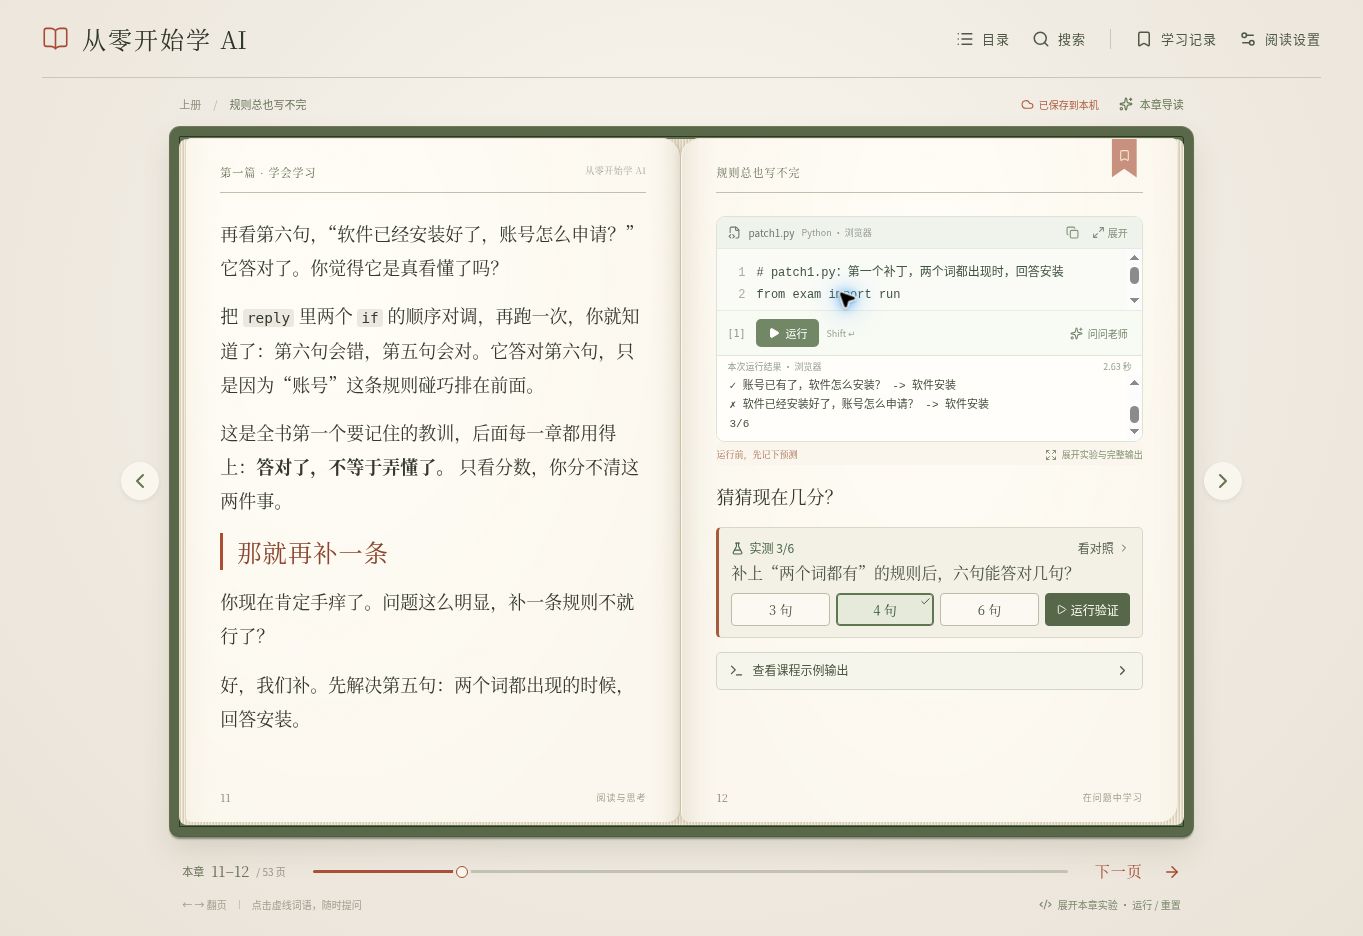 从零开始学 AI
目录
搜索
学习记录
阅读设置
上册 / 规则总也写不完
已保存到本机
本章导读
第一篇 · 学会学习
从零开始学 AI
再看第六句，“软件已经安装好了，账号怎么申请？”
它答对了。你觉得它是真看懂了吗？
把 reply 里两个 if 的顺序对调，再跑一次，你就知
道了：第六句会错，第五句会对。它答对第六句，只
是因为“账号”这条规则碰巧排在前面。
这是全书第一个要记住的教训，后面每一章都用得
上：答对了，不等于弄懂了。只看分数，你分不清这
两件事。
那就再补一条
你现在肯定手痒了。问题这么明显，补一条规则不就
行了？
好，我们补。先解决第五句：两个词都出现的时候，
回答安装。
11
阅读与思考
规则总也写不完
patch1.py Python · 浏览器
展开
1 # patch1.py：第一个补丁，两个词都出现时，回答安装
2 from exam import run
[1] 运行 Shift ↵
问问老师
本次运行结果 · 浏览器
2.63 秒
✓ 账号已有了，软件怎么安装？ -> 软件安装
✗ 软件已经安装好了，账号怎么申请？ -> 软件安装
3/6
运行前，先记下预测
展开实验与完整输出
猜猜现在几分？
实测 3/6
看对照
补上“两个词都有”的规则后，六句能答对几句？
3 句
4 句
6 句
运行验证
查看课程示例输出
12
在问题中学习
本章 11–12 / 53 页
下一页
←→ 翻页
点击虚线词语，随时提问
展开本章实验 · 运行 / 重置